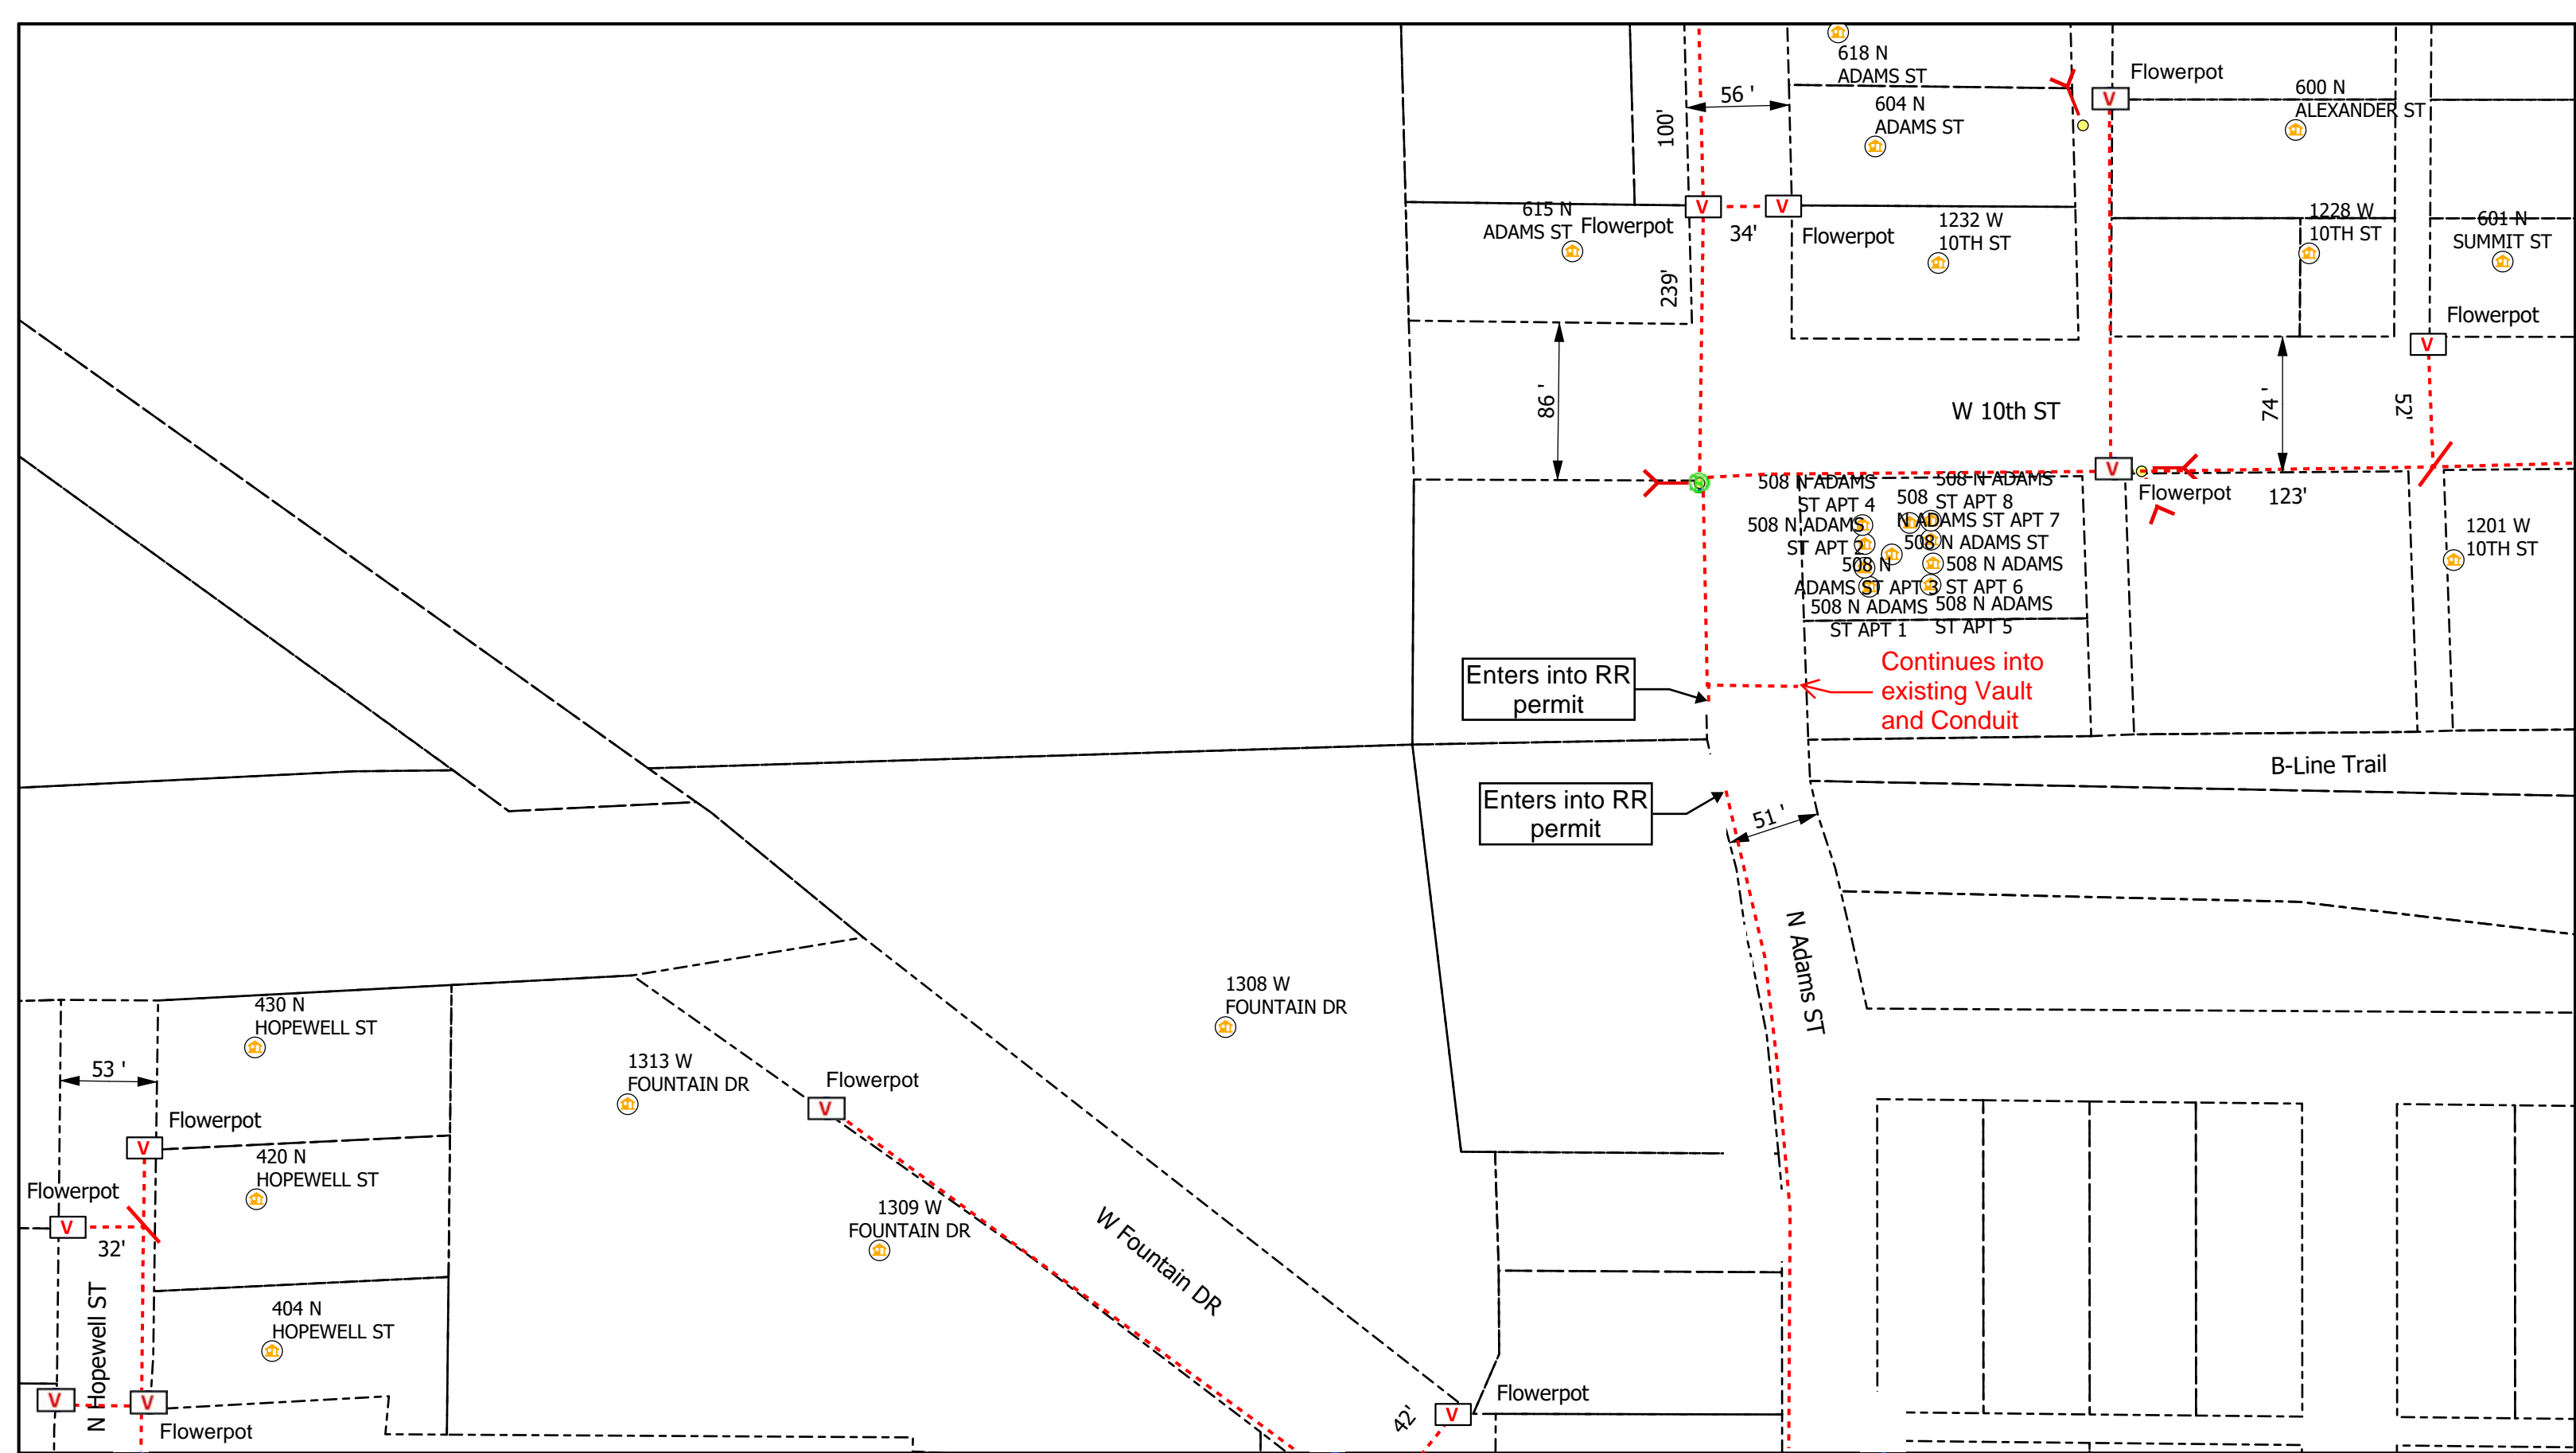 618 N
ADAMS ST
Flowerpot
V
600 N
ALEXANDER ST
56 '
604 N
ADAMS ST
100'
V
V
615 N
ADAMS ST
Flowerpot
34'
Flowerpot
1232 W
10TH ST
1228 W
10TH ST
601 N
SUMMIT ST
239'
Flowerpot
V
86 '
W 10th ST
74 '
52'
V
Flowerpot
123'
508 N ADAMS
ST APT 4
508 N ADAMS
ST APT 8
508
N ADAMS ST APT 7
508 N ADAMS
ST APT 2
508 N ADAMS ST
508 N
ADAMS ST APT 3
508 N ADAMS
ST APT 6
508 N ADAMS
ST APT 1
508 N ADAMS
ST APT 5
1201 W
10TH ST
Enters into RR
permit
Continues into
existing Vault
and Conduit
B-Line Trail
Enters into RR
permit
51 '
N Adams ST
430 N
HOPEWELL ST
1308 W
FOUNTAIN DR
53 '
1313 W
FOUNTAIN DR
Flowerpot
V
Flowerpot
V
420 N
HOPEWELL ST
Flowerpot
V
32'
1309 W
FOUNTAIN DR
W Fountain DR
N Hopewell ST
404 N
HOPEWELL ST
V
V
Flowerpot
42'
V
Flowerpot